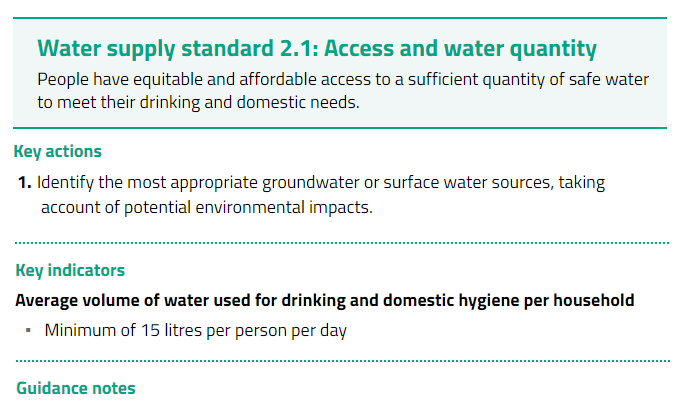 Water supply standard 2.1: Access and water quantity
People have equitable and affordable access to a sufficient quantity of safe water
to meet their drinking and domestic needs.
Key actions
1. Identify the most appropriate groundwater or surface water sources, taking
account of potential environmental impacts.
Key indicators
Average volume of water used for drinking and domestic hygiene per household
▪ Minimum of 15 litres per person per day
Guidance notes